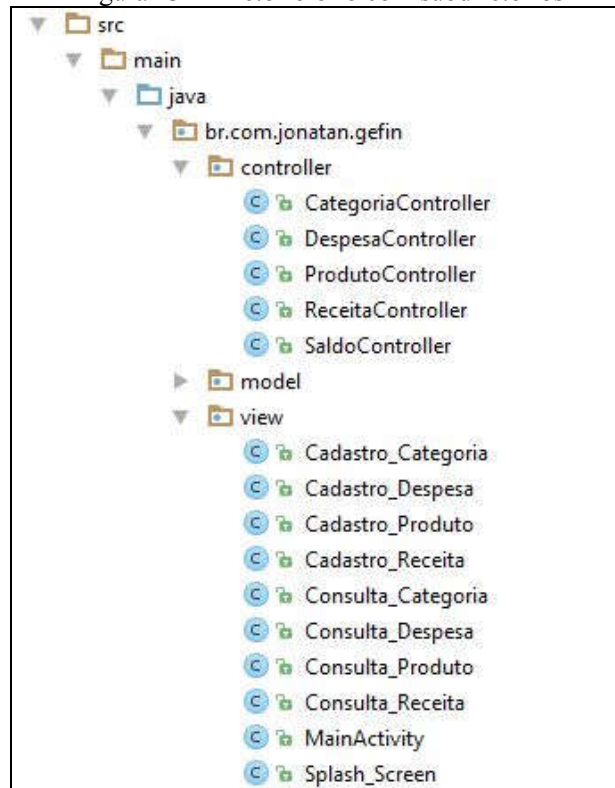 src
main
java
br.com.jonatan.gefin
controller
CategoriaController
DespesaController
ProdutoController
ReceitaController
SaldoController
model
view
Cadastro_Categoria
Cadastro_Despesa
Cadastro_Produto
Cadastro_Receita
Consulta_Categoria
Consulta_Despesa
Consulta_Produto
Consulta_Receita
MainActivity
Splash_Screen